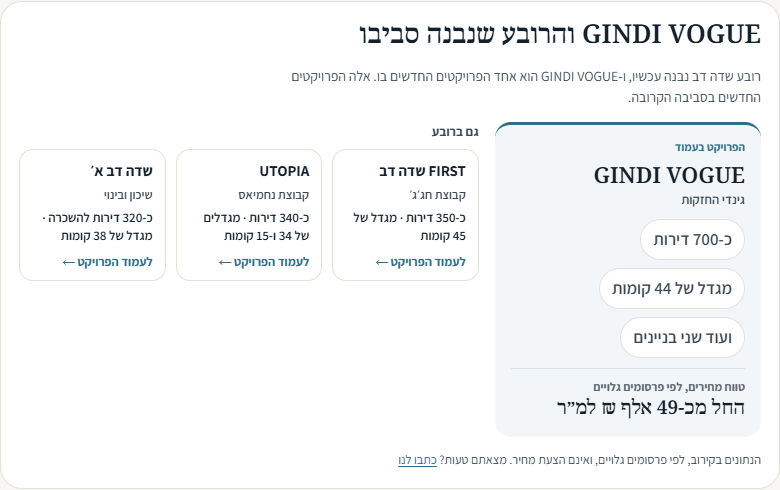 GINDI VOGUE והרובע שנבנה סביבו
רובע שדה דב נבנה עכשיו, ו-GINDI VOGUE הוא אחד הפרויקטים החדשים בו. אלה הפרויקטים
החדשים בסביבה הקרובה.
הפרויקט בעמוד
GINDI VOGUE
גינדי החזקות
כ-700 דירות
מגדל של 44 קומות
ועוד שני בניינים
טווח מחירים, לפי פרסומים גלויים
החל מכ-49 אלף ₪ למ״ר
גם ברובע
FIRST שדה דב
קבוצת חג׳ג׳
כ-350 דירות · מגדל של
45 קומות
לעמוד הפרויקט ←
UTOPIA
קבוצת נחמיאס
כ-340 דירות · מגדלים
של 34 ו-15 קומות
לעמוד הפרויקט ←
שדה דב א׳
שיכון ובינוי
כ-320 דירות להשכרה ·
מגדל של 38 קומות
לעמוד הפרויקט ←
הנתונים בקירוב, לפי פרסומים גלויים, ואינם הצעת מחיר. מצאתם טעות? כתבו לנו